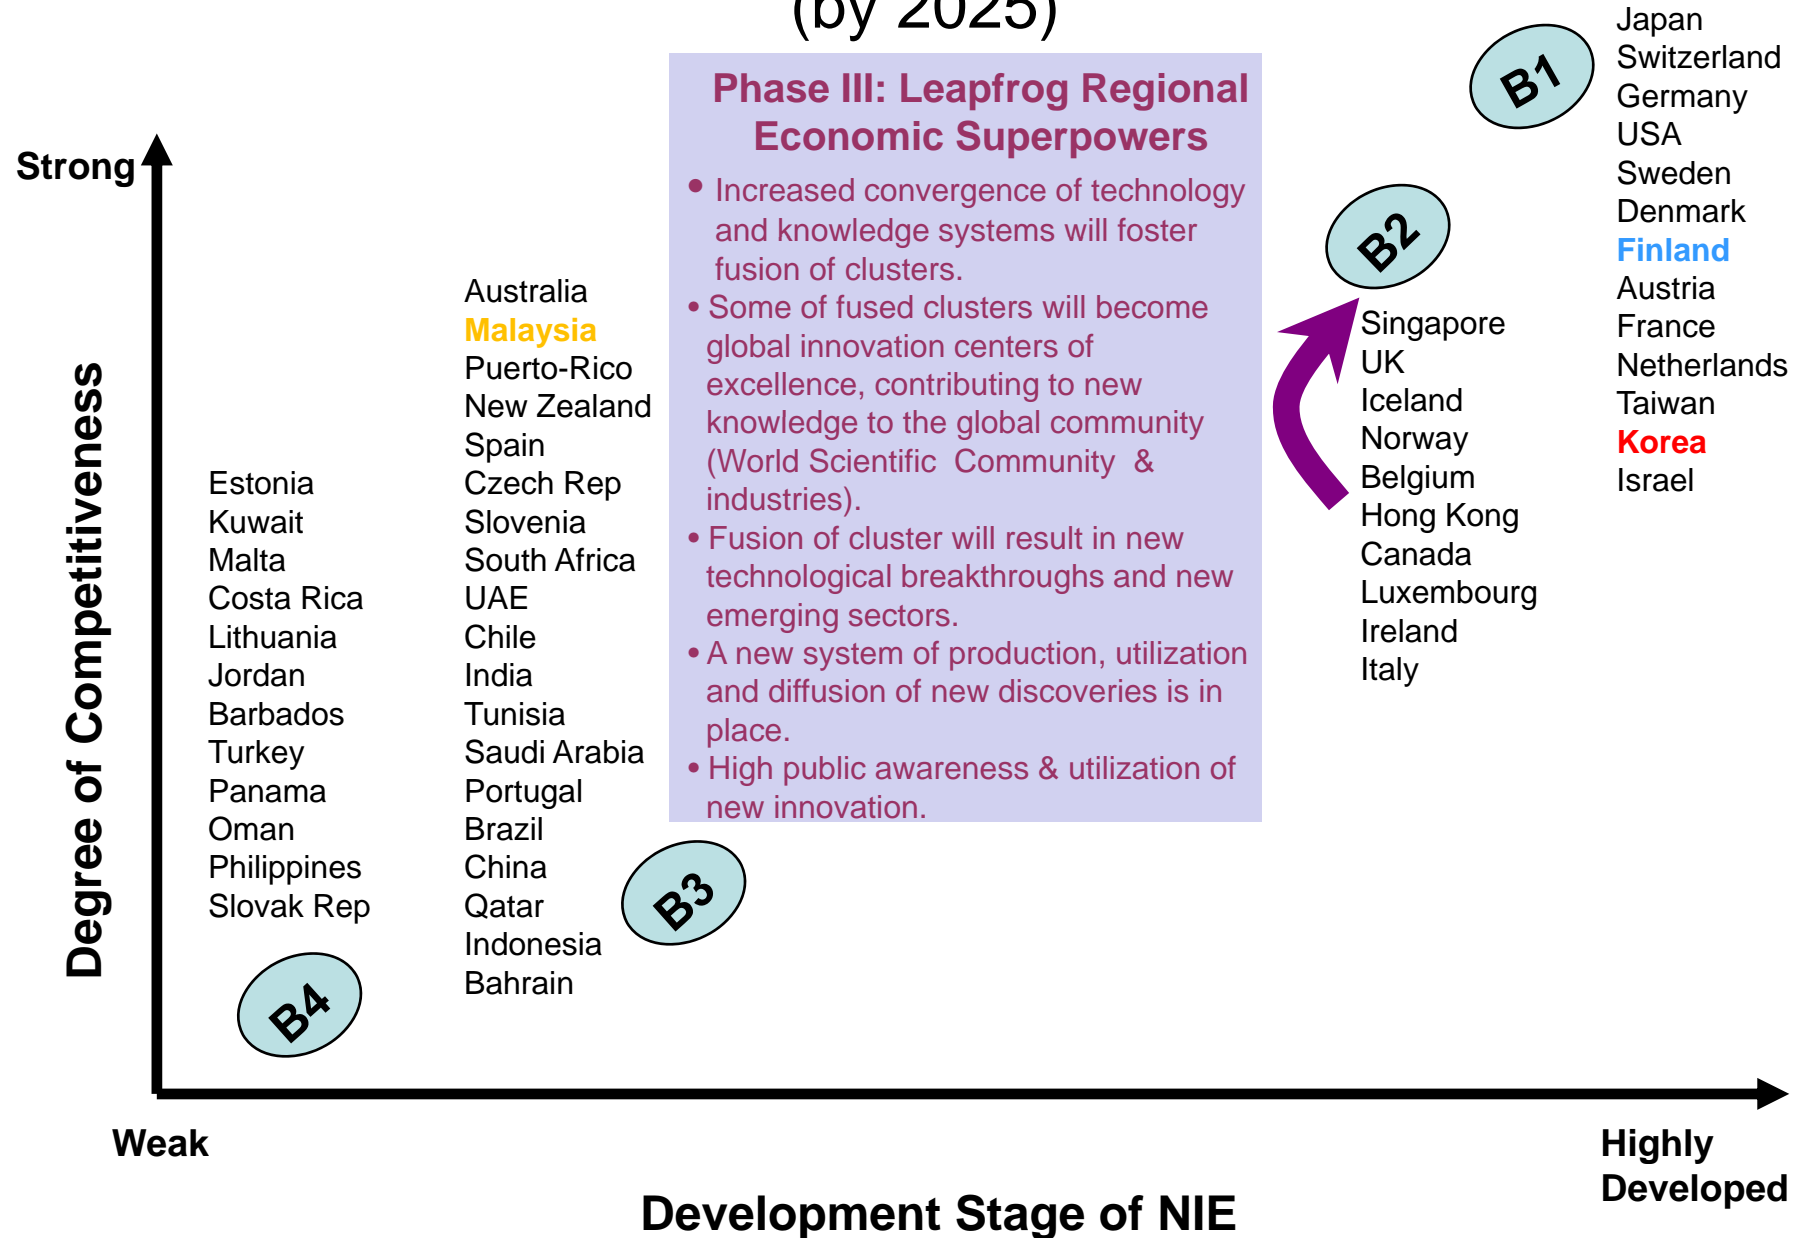 (by 2025)
Phase III: Leapfrog Regional
Economic Superpowers
• Increased convergence of technology
and knowledge systems will foster
fusion of clusters.
• Some of fused clusters will become
global innovation centers of
excellence, contributing to new
knowledge to the global community
(World Scientific Community &
industries).
• Fusion of cluster will result in new
technological breakthroughs and new
emerging sectors.
• A new system of production, utilization
and diffusion of new discoveries is in
place.
• High public awareness & utilization of
new innovation.
Strong
Degree of Competitiveness
Estonia
Kuwait
Malta
Costa Rica
Lithuania
Jordan
Barbados
Turkey
Panama
Oman
Philippines
Slovak Rep
B4
Australia
Malaysia
Puerto-Rico
New Zealand
Spain
Czech Rep
Slovenia
South Africa
UAE
Chile
India
Tunisia
Saudi Arabia
Portugal
Brazil
China
Qatar
Indonesia
Bahrain
B3
B2
Singapore
UK
Iceland
Norway
Belgium
Hong Kong
Canada
Luxembourg
Ireland
Italy
B1
Japan
Switzerland
Germany
USA
Sweden
Denmark
Finland
Austria
France
Netherlands
Taiwan
Korea
Israel
Weak
Highly
Developed
Development Stage of NIE